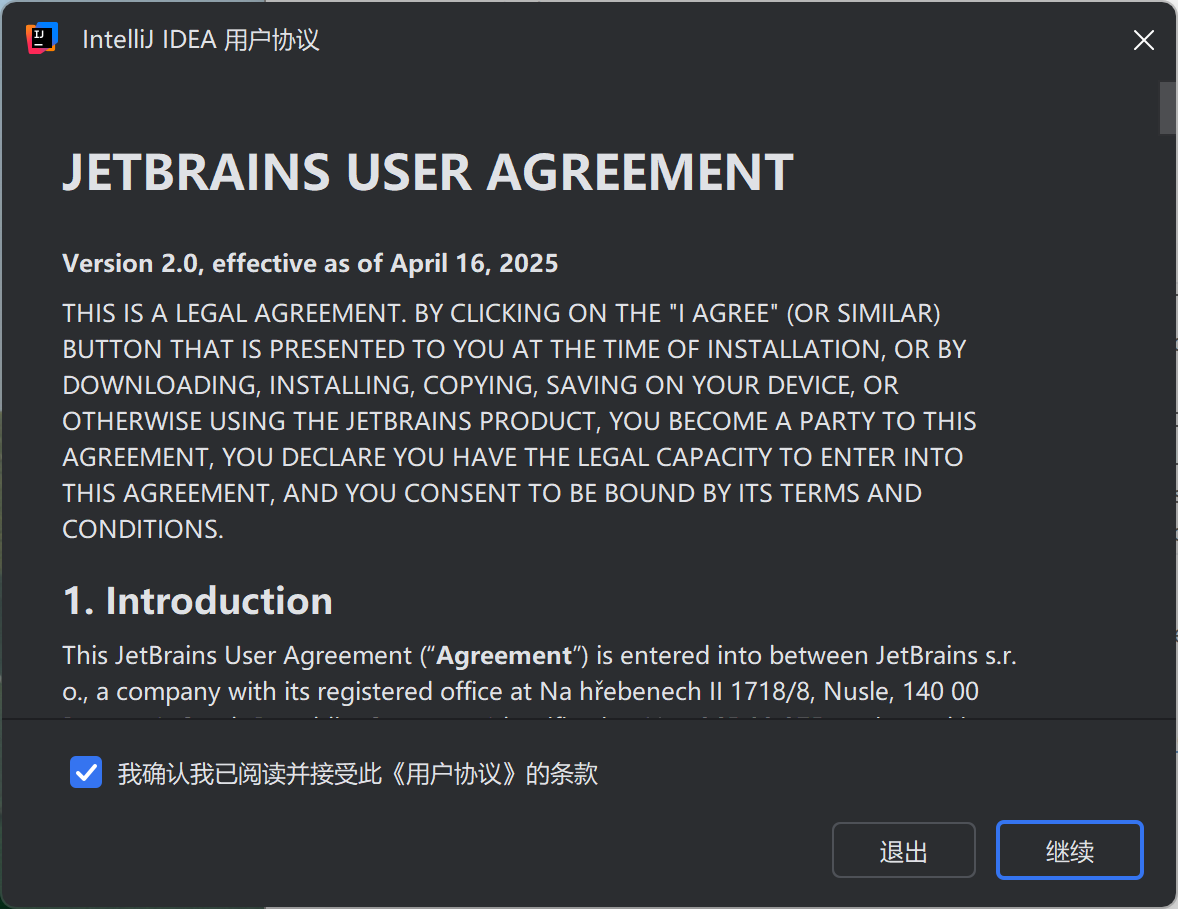 IntelliJ IDEA 用户协议
JETBRAINS USER AGREEMENT
Version 2.0, effective as of April 16, 2025
THIS IS A LEGAL AGREEMENT. BY CLICKING ON THE "I AGREE" (OR SIMILAR)
BUTTON THAT IS PRESENTED TO YOU AT THE TIME OF INSTALLATION, OR BY
DOWNLOADING, INSTALLING, COPYING, SAVING ON YOUR DEVICE, OR
OTHERWISE USING THE JETBRAINS PRODUCT, YOU BECOME A PARTY TO THIS
AGREEMENT, YOU DECLARE YOU HAVE THE LEGAL CAPACITY TO ENTER INTO
THIS AGREEMENT, AND YOU CONSENT TO BE BOUND BY ITS TERMS AND
CONDITIONS.
1. Introduction
This JetBrains User Agreement (“Agreement”) is entered into between JetBrains s.r.
o., a company with its registered office at Na hřebenech II 1718/8, Nusle, 140 00
我确认我已阅读并接受此《用户协议》的条款
退出
继续